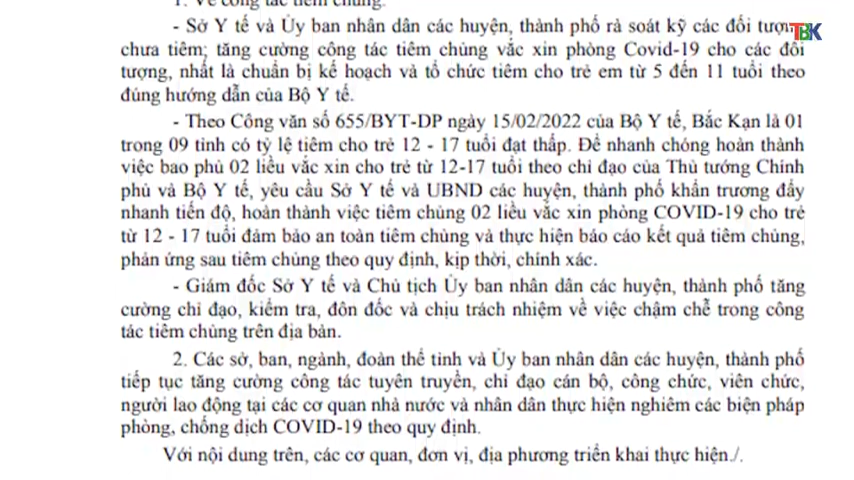 1. Về công tác tiêm chủng:
- Sở Y tế và Ủy ban nhân dân các huyện, thành phố rà soát kỹ các đối tượng
TBK
chưa tiêm; tăng cường công tác tiêm chủng vắc xin phòng Covid-19 cho các đối
tượng, nhất là chuẩn bị kế hoạch và tổ chức tiêm cho trẻ em từ 5 đến 11 tuổi theo
đúng hướng dẫn của Bộ Y tế.
- Theo Công văn số 655/BYT-DP ngày 15/02/2022 của Bộ Y tế, Bắc Kạn là 01
trong 09 tỉnh có tỷ lệ tiêm cho trẻ 12 - 17 tuổi đạt thấp. Để nhanh chóng hoàn thành
việc bao phủ 02 liều vắc xin cho trẻ từ 12-17 tuổi theo chỉ đạo của Thủ tướng Chính
phủ và Bộ Y tế, yêu cầu Sở Y tế và UBND các huyện, thành phố khẩn trương đẩy
nhanh tiến độ, hoàn thành việc tiêm chủng 02 liều vắc xin phòng COVID-19 cho trẻ
từ 12 - 17 tuổi đảm bảo an toàn tiêm chủng và thực hiện báo cáo kết quả tiêm chủng,
phản ứng sau tiêm chủng theo quy định, kịp thời, chính xác.
- Giám đốc Sở Y tế và Chủ tịch Ủy ban nhân dân các huyện, thành phố tăng
cường chỉ đạo, kiểm tra, đôn đốc và chịu trách nhiệm về việc chậm chễ trong công
tác tiêm chủng trên địa bàn.
2. Các sở, ban, ngành, đoàn thể tỉnh và Ủy ban nhân dân các huyện, thành phố
tiếp tục tăng cường công tác tuyên truyền, chỉ đạo cán bộ, công chức, viên chức,
người lao động tại các cơ quan nhà nước và nhân dân thực hiện nghiêm các biện pháp
phòng, chống dịch COVID-19 theo quy định.
Với nội dung trên, các cơ quan, đơn vị, địa phương triển khai thực hiện./.